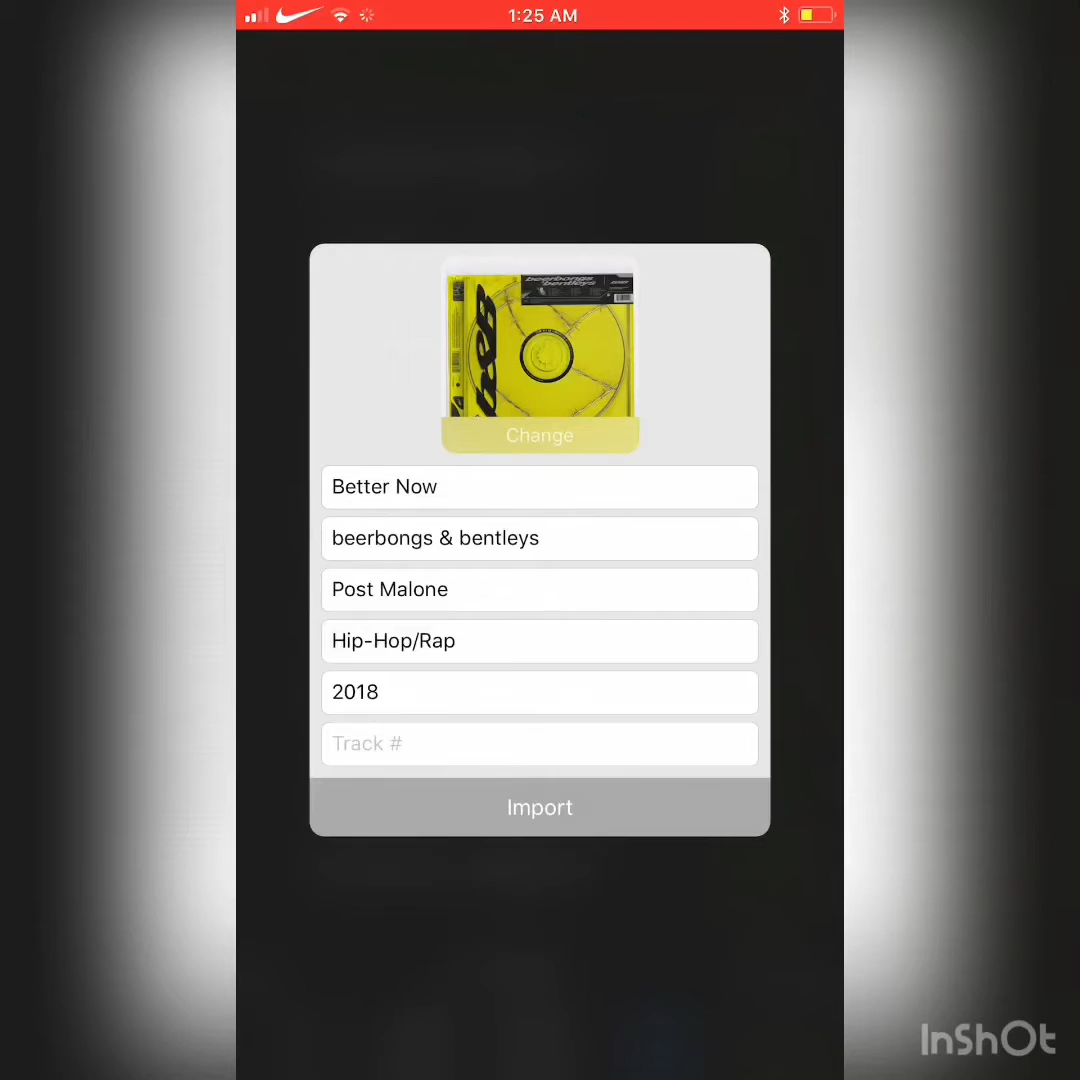 1:25 AM
beerbongs
bentleys
Change
Better Now
beerbongs & bentleys
Post Malone
Hip-Hop/Rap
2018
Track #
Import
InShOt